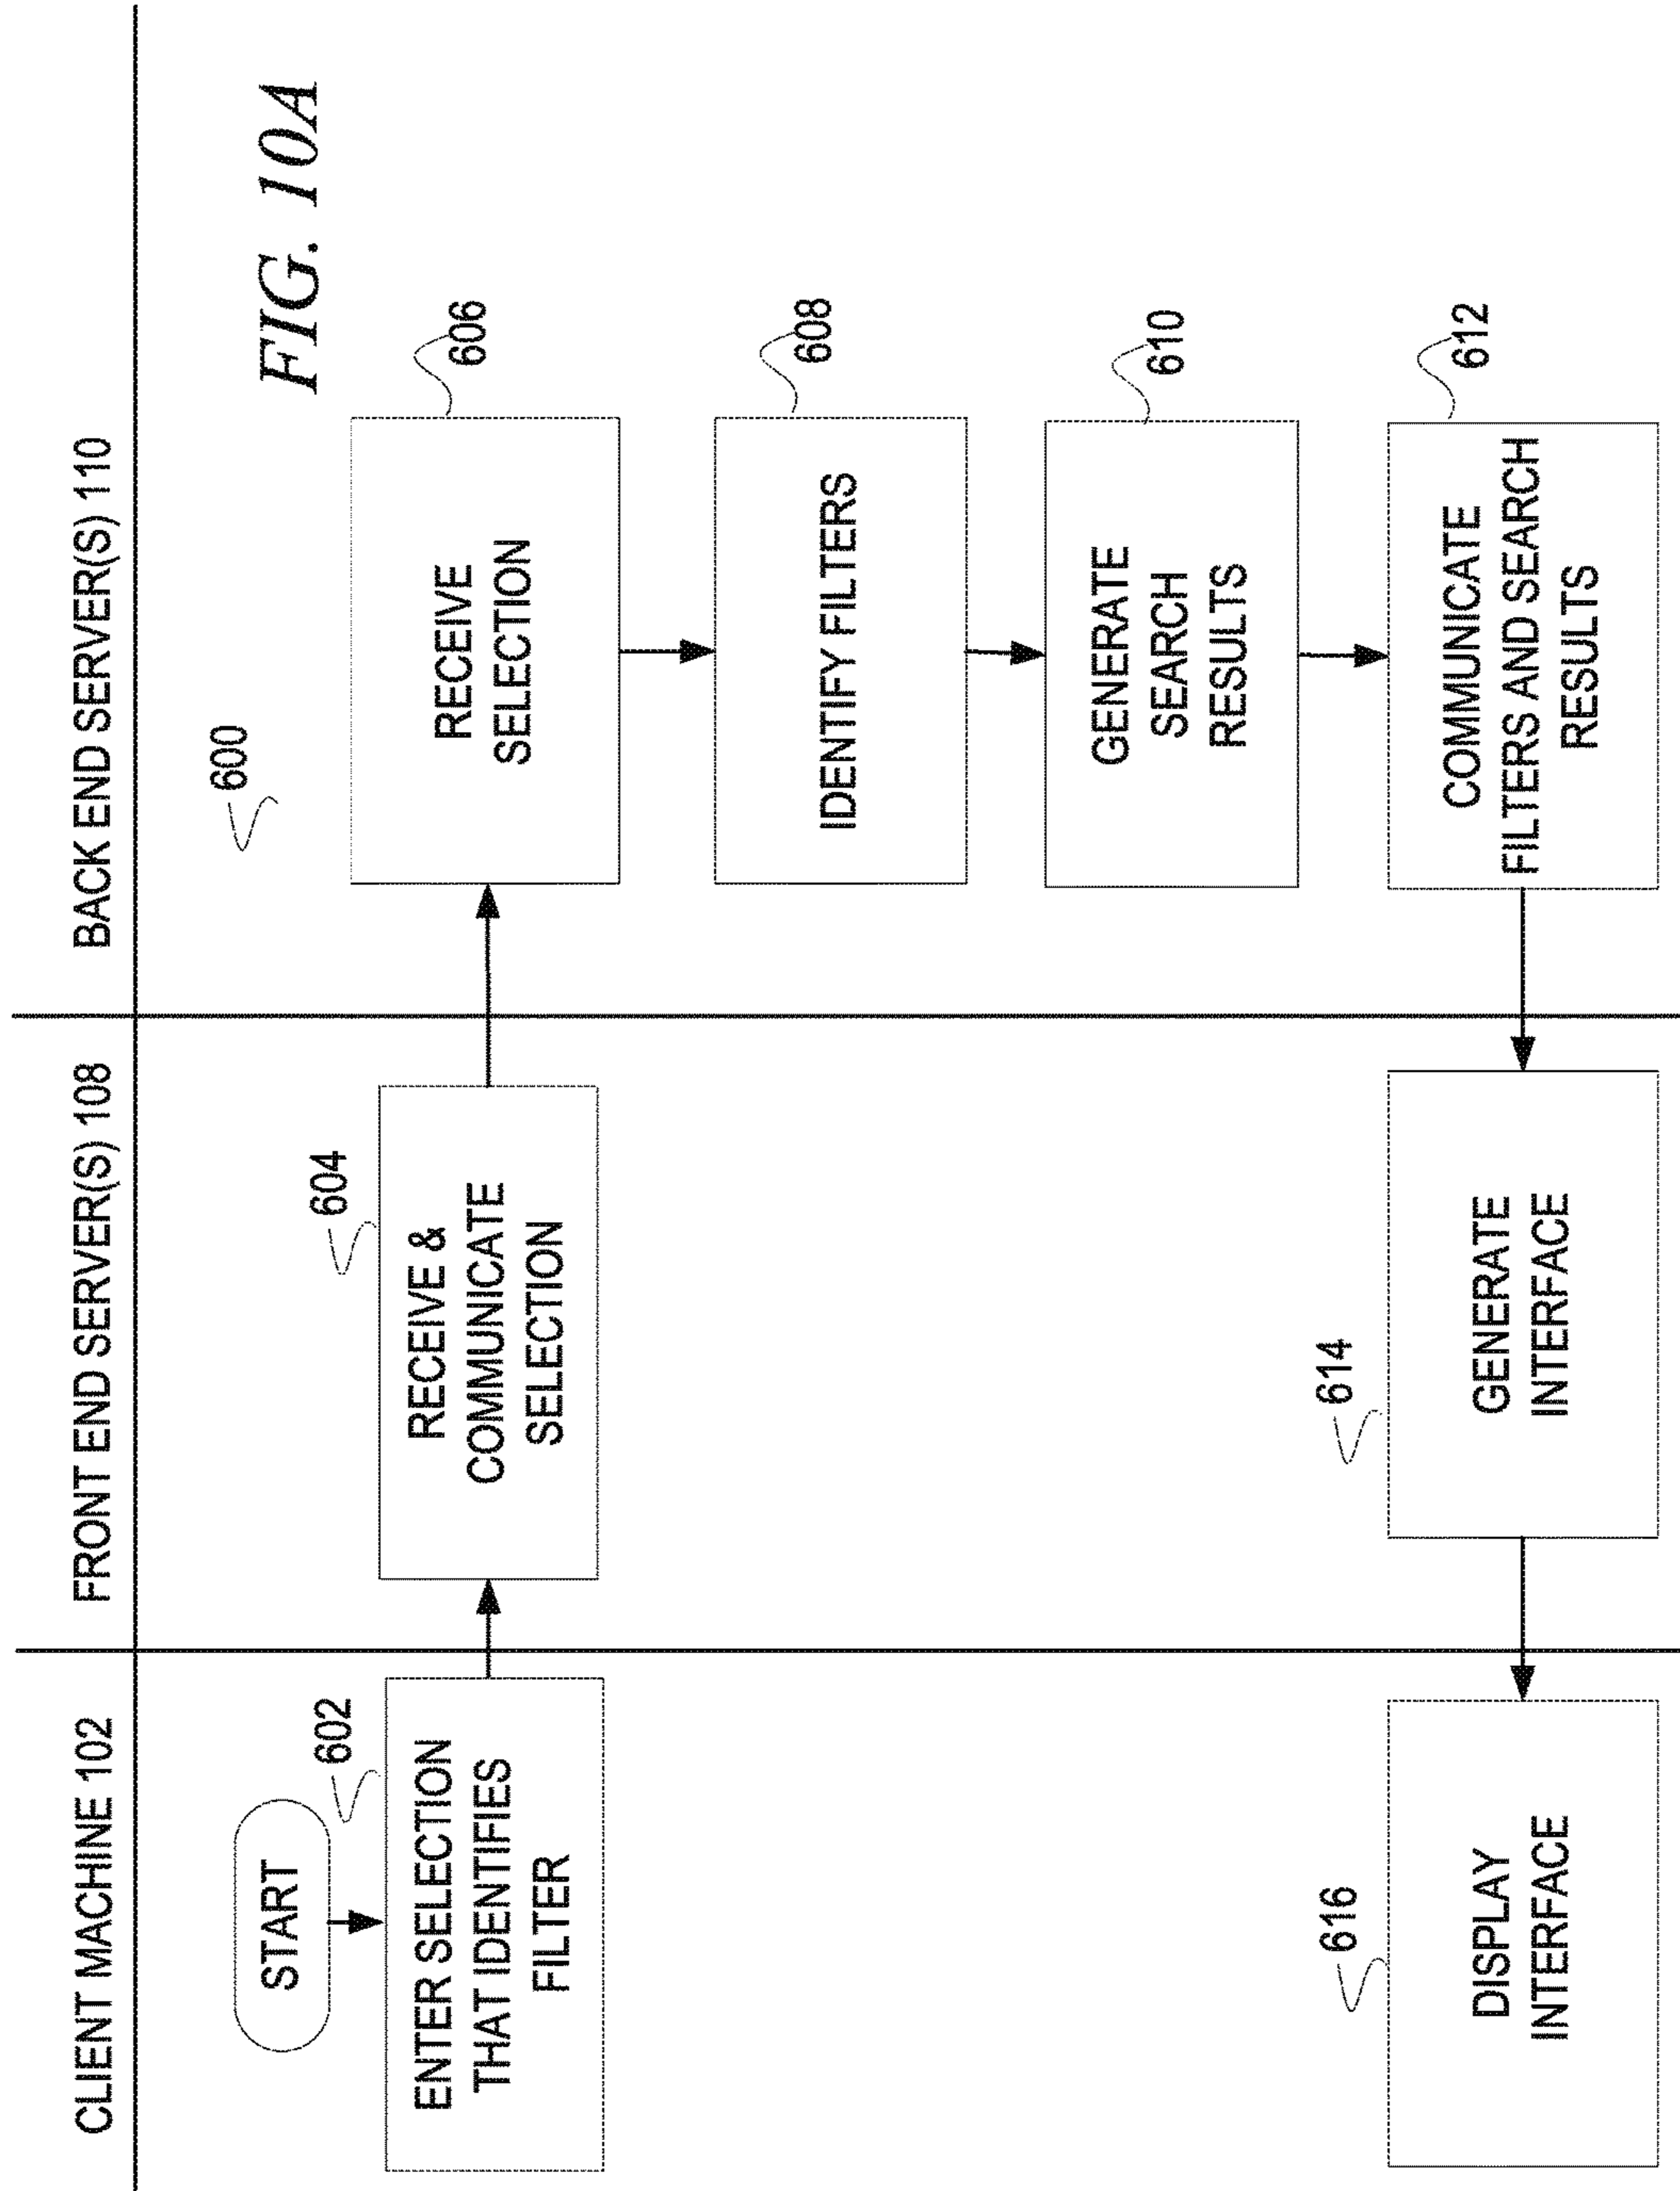 CLIENT MACHINE 102
FRONT END SERVER(S) 108
BACK END SERVER(S) 110
600
FIG. 10A
START
602
ENTER SELECTION
THAT IDENTIFIES
FILTER
604
RECEIVE &
COMMUNICATE
SELECTION
606
RECEIVE
SELECTION
608
IDENTIFY FILTERS
610
GENERATE
SEARCH
RESULTS
612
COMMUNICATE
FILTERS AND SEARCH
RESULTS
614
GENERATE
INTERFACE
616
DISPLAY
INTERFACE